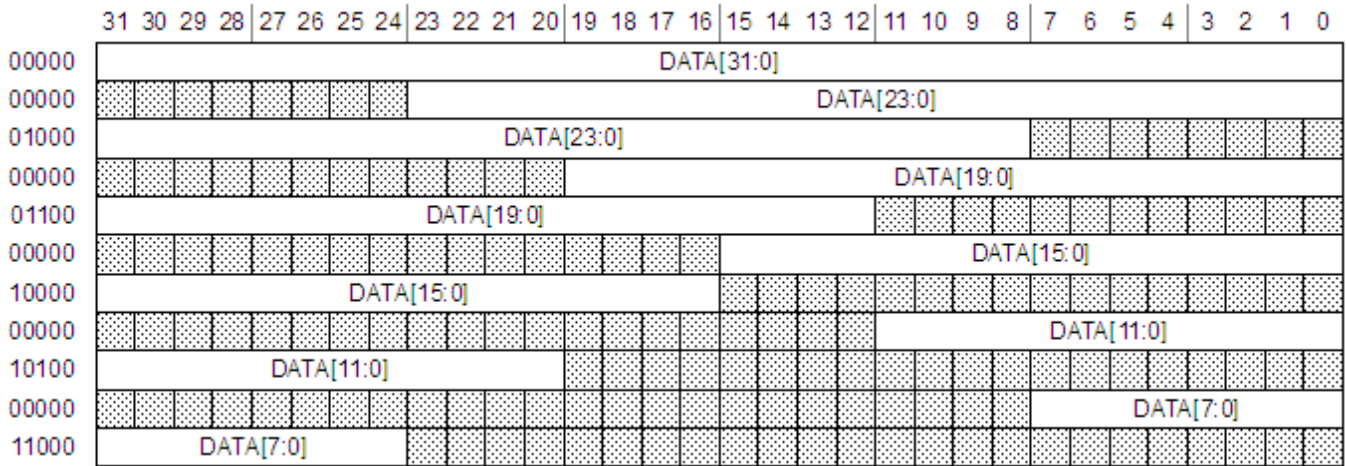 31 30 29 28 27 26 25 24 23 22 21 20 19 18 17 16 15 14 13 12 11 10 9 8 7 6 5 4 3 2 1 0
00000 DATA[31:0]
00000 DATA[23:0]
01000 DATA[23:0]
00000 DATA[19:0]
01100 DATA[19:0]
00000 DATA[15:0]
10000 DATA[15:0]
00000 DATA[11:0]
10100 DATA[11:0]
00000 DATA[7:0]
11000 DATA[7:0]